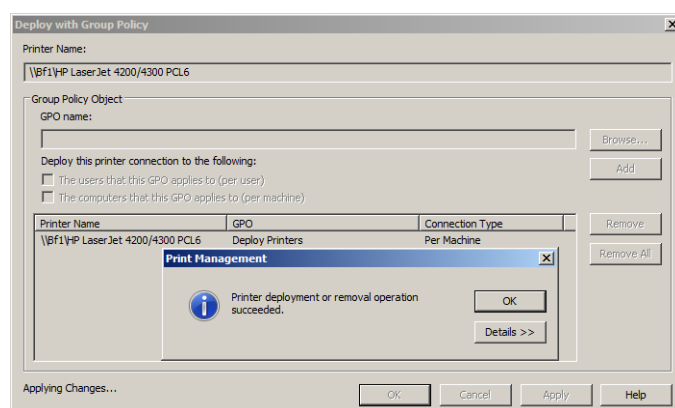 Deploy with Group Policy
Printer Name:
\\Bf1\HP LaserJet 4200/4300 PCL6
Group Policy Object
GPO name:
Browse...
Deploy this printer connection to the following:
Add
The users that this GPO applies to (per user)
The computers that this GPO applies to (per machine)
Printer Name GPO Connection Type
Remove
\\Bf1\HP LaserJet 4200/4300 PCL6 Deploy Printers Per Machine
Remove All
Print Management
Printer deployment or removal operation
succeeded.
OK
Details >>
Applying Changes...
OK Cancel Apply Help